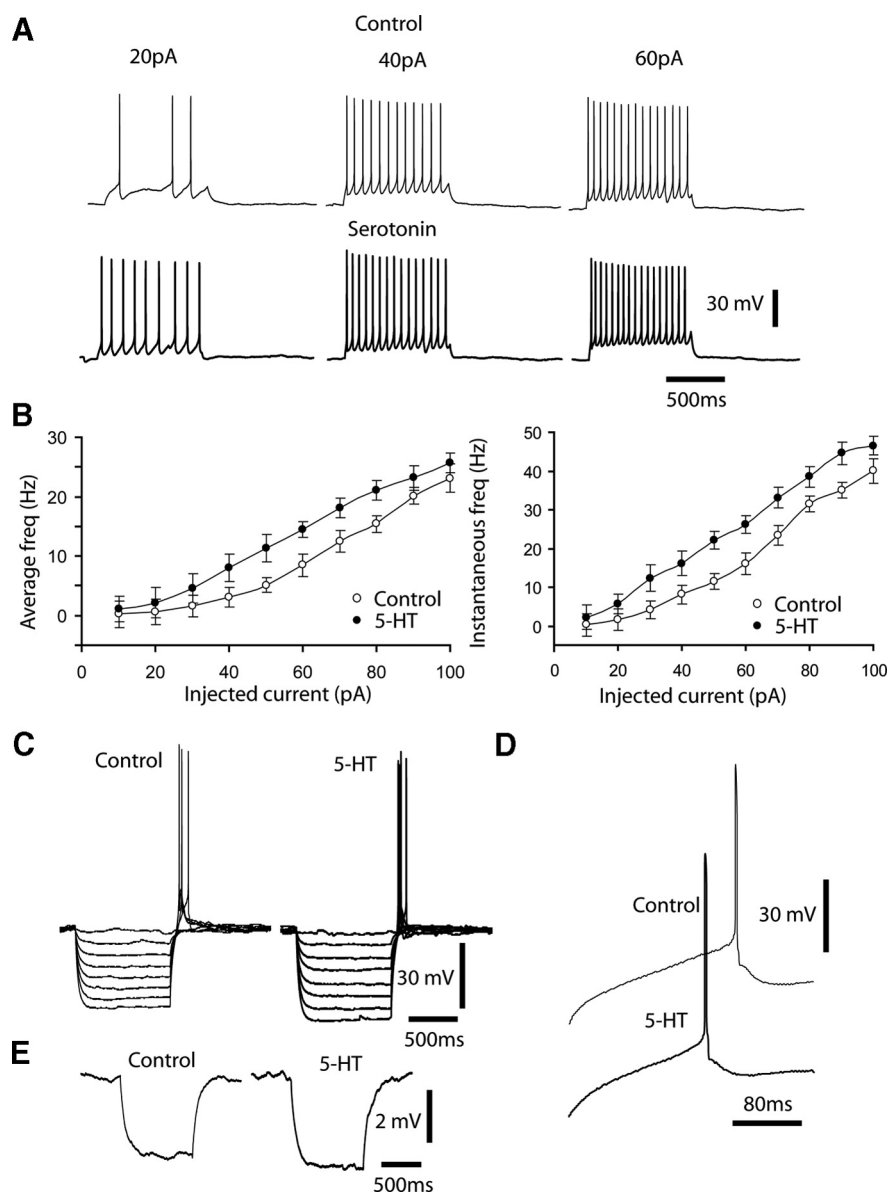 A
Control
20pA 40pA 60pA
Serotonin
30 mV
500ms
B
Average freq (Hz)
30
20
10
0
Control
5-HT
0 20 40 60 80 100
Injected current (pA)
Instantaneous freq (Hz)
50
40
30
20
10
0
Control
5-HT
0 20 40 60 80 100
Injected current (pA)
C
Control 5-HT
30 mV
500ms
D
Control
30 mV
5-HT
80ms
E
Control 5-HT
2 mV
500ms